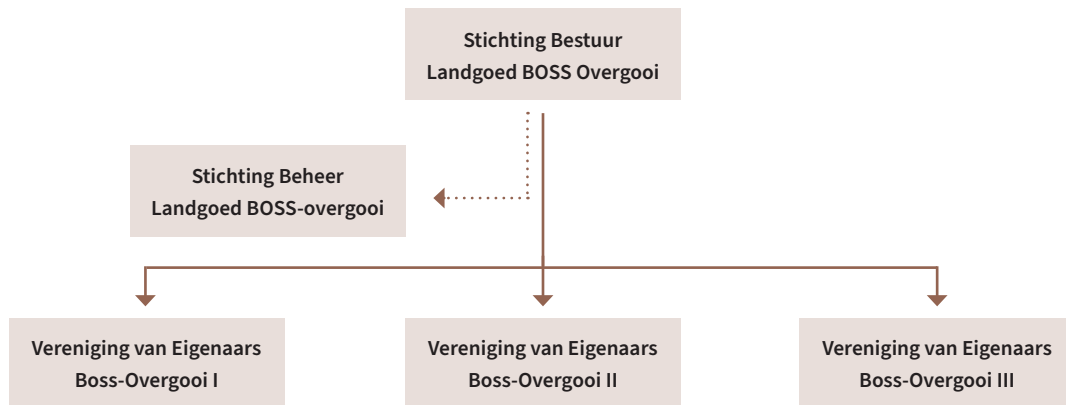 Stichting Bestuur
Landgoed BOSS Overgooi
Stichting Beheer
Landgoed BOSS-overgooi
Vereniging van Eigenaars
Boss-Overgooi I
Vereniging van Eigenaars
Boss-Overgooi II
Vereniging van Eigenaars
Boss-Overgooi III